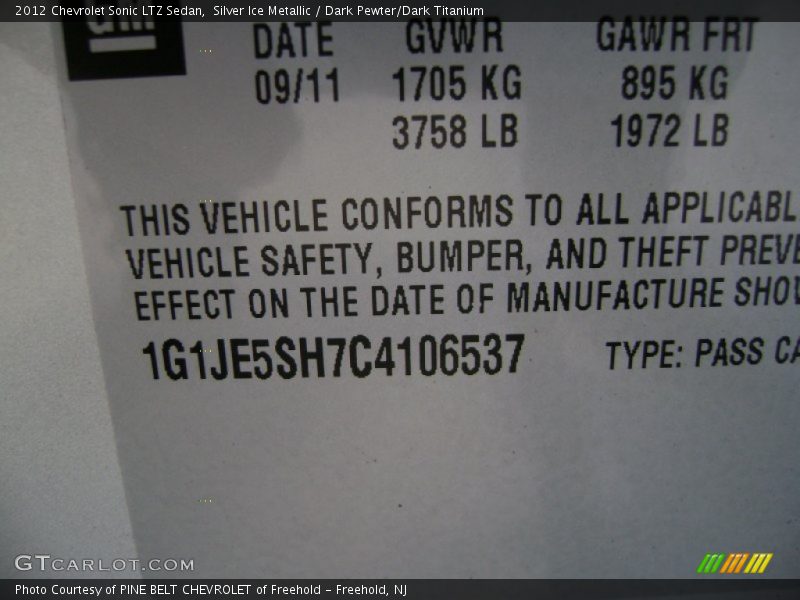 2012 Chevrolet Sonic LTZ Sedan, Silver Ice Metallic / Dark Pewter/Dark Titanium
GM
DATE GVWR GAWR FRT
09/11 1705 KG 895 KG
3758 LB 1972 LB
THIS VEHICLE CONFORMS TO ALL APPLICABL
VEHICLE SAFETY, BUMPER, AND THEFT PREVE
EFFECT ON THE DATE OF MANUFACTURE SHOW
1G1JE5SH7C4106537 TYPE: PASS CA
GTCARLOT.COM
Photo Courtesy of PINE BELT CHEVROLET of Freehold - Freehold, NJ